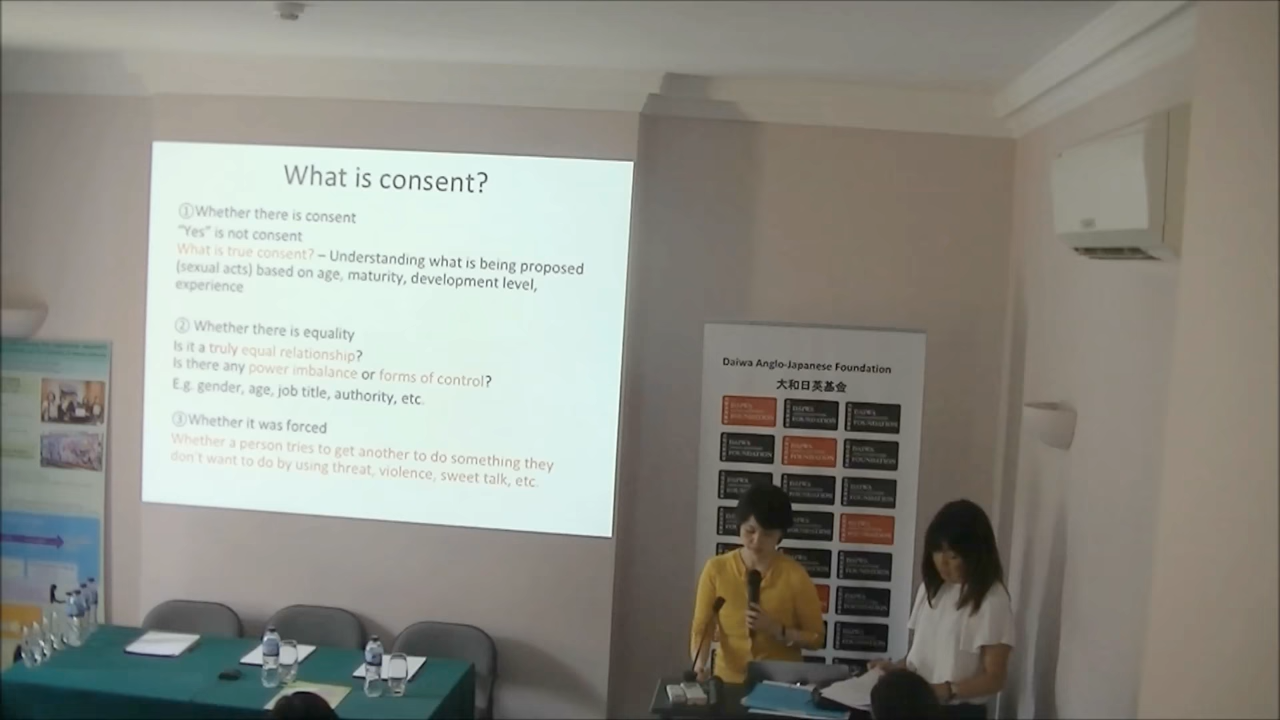 What is consent?
①Whether there is consent
“Yes” is not consent
What is true consent? – Understanding what is being proposed
(sexual acts) based on age, maturity, development level,
experience
② Whether there is equality
Is it a truly equal relationship?
Is there any power imbalance or forms of control?
E.g. gender, age, job title, authority, etc.
③Whether it was forced
Whether a person tries to get another to do something they
don't want to do by using threat, violence, sweet talk, etc.
Daiwa Anglo-Japanese Foundation
大和日英基金